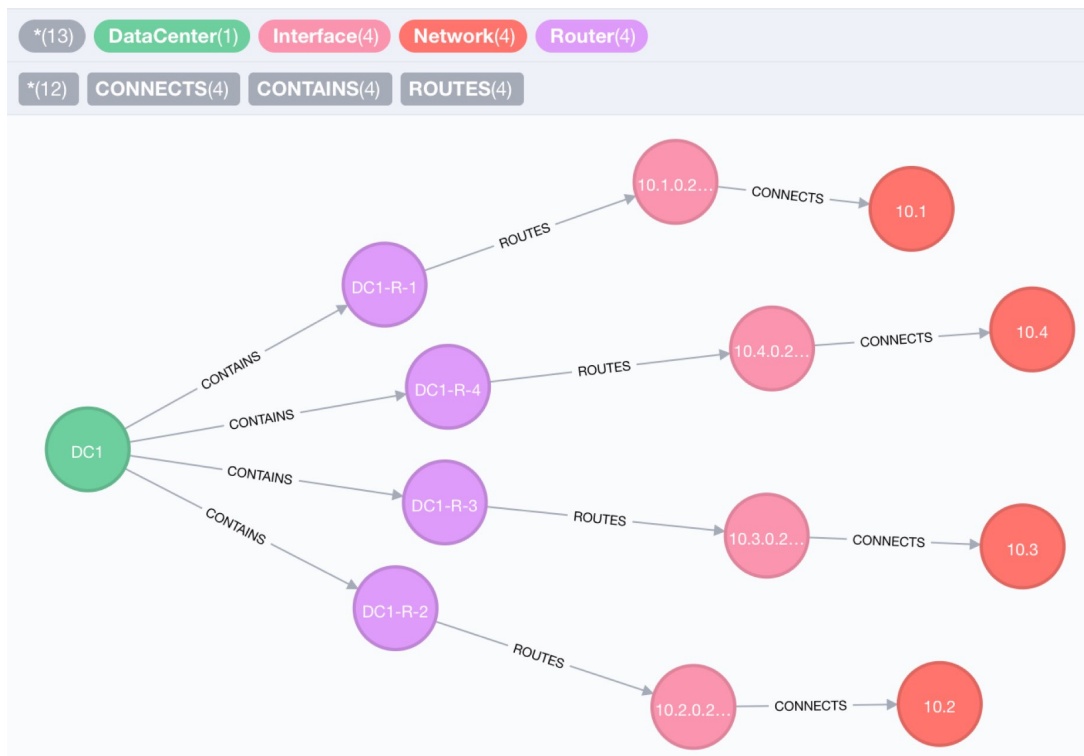 *(13) DataCenter(1) Interface(4) Network(4) Router(4)
*(12) CONNECTS(4) CONTAINS(4) ROUTES(4)
10.1.0.2...
CONNECTS
10.1
ROUTES
DC1-R-1
CONTAINS
10.4
CONNECTS
10.4.0.2...
ROUTES
DC1-R-4
CONTAINS
DC1
CONTAINS
DC1-R-3
ROUTES
10.3.0.2...
CONNECTS
10.3
CONTAINS
DC1-R-2
ROUTES
10.2.0.2...
CONNECTS
10.2